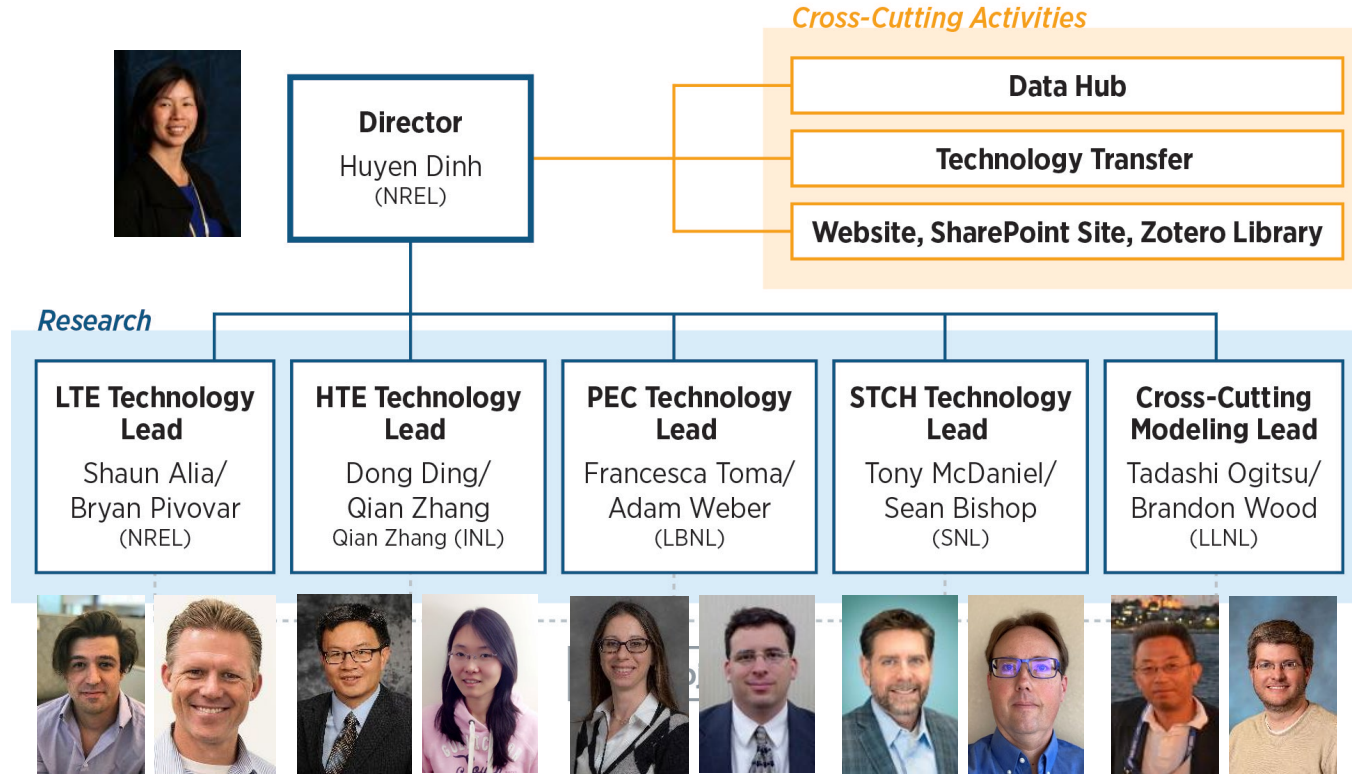 Cross-Cutting Activities
Director
Huyen Dinh
(NREL)
Data Hub
Technology Transfer
Website, SharePoint Site, Zotero Library
Research
LTE Technology
Lead
Shaun Alia/
Bryan Pivovar
(NREL)
HTE Technology
Lead
Dong Ding/
Qian Zhang
Qian Zhang (INL)
PEC Technology
Lead
Francesca Toma/
Adam Weber
(LBNL)
STCH Technology
Lead
Tony McDaniel/
Sean Bishop
(SNL)
Cross-Cutting
Modeling Lead
Tadashi Ogitsu/
Brandon Wood
(LLNL)